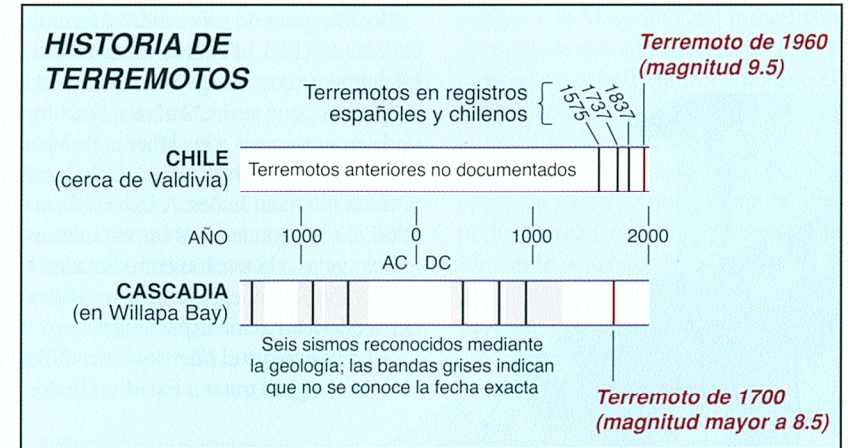 HISTORIA DE
TERREMOTOS
Terremoto de 1960
(magnitud 9.5)
Terremotos en registros
españoles y chilenos
1575
1737
1837
CHILE
(cerca de Valdivia)
Terremotos anteriores no documentados
AÑO
1000 0 1000 2000
AC DC
CASCADIA
(en Willapa Bay)
Seis sismos reconocidos mediante
la geología; las bandas grises indican
que no se conoce la fecha exacta
Terremoto de 1700
(magnitud mayor a 8.5)